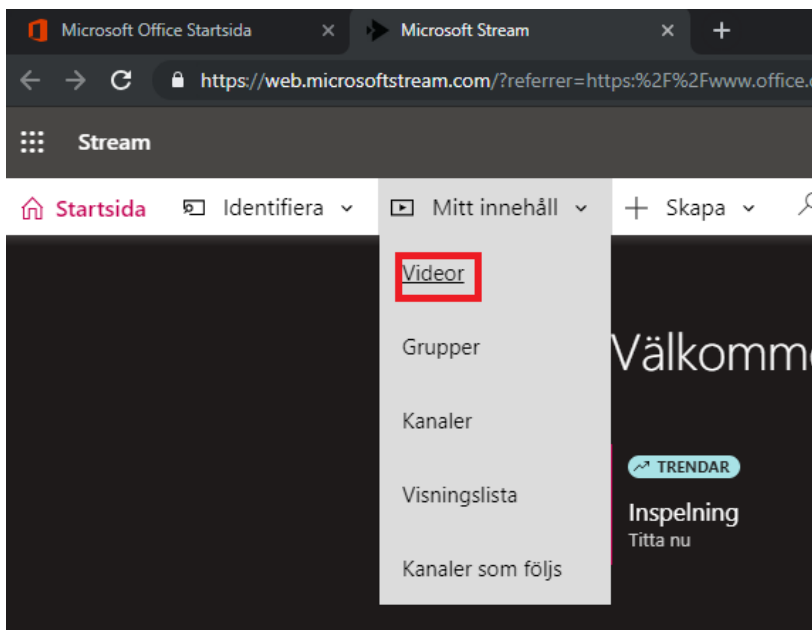 Microsoft Office Startsida
Microsoft Stream
https://web.microsoftstream.com/?referrer=https:%2F%2Fwww.office.
Stream
Startsida Identifiera Mitt innehåll Skapa
Videor
Grupper
Kanaler
Visningslista
Kanaler som följs
Välkomm
TRENDAR
Inspelning
Titta nu